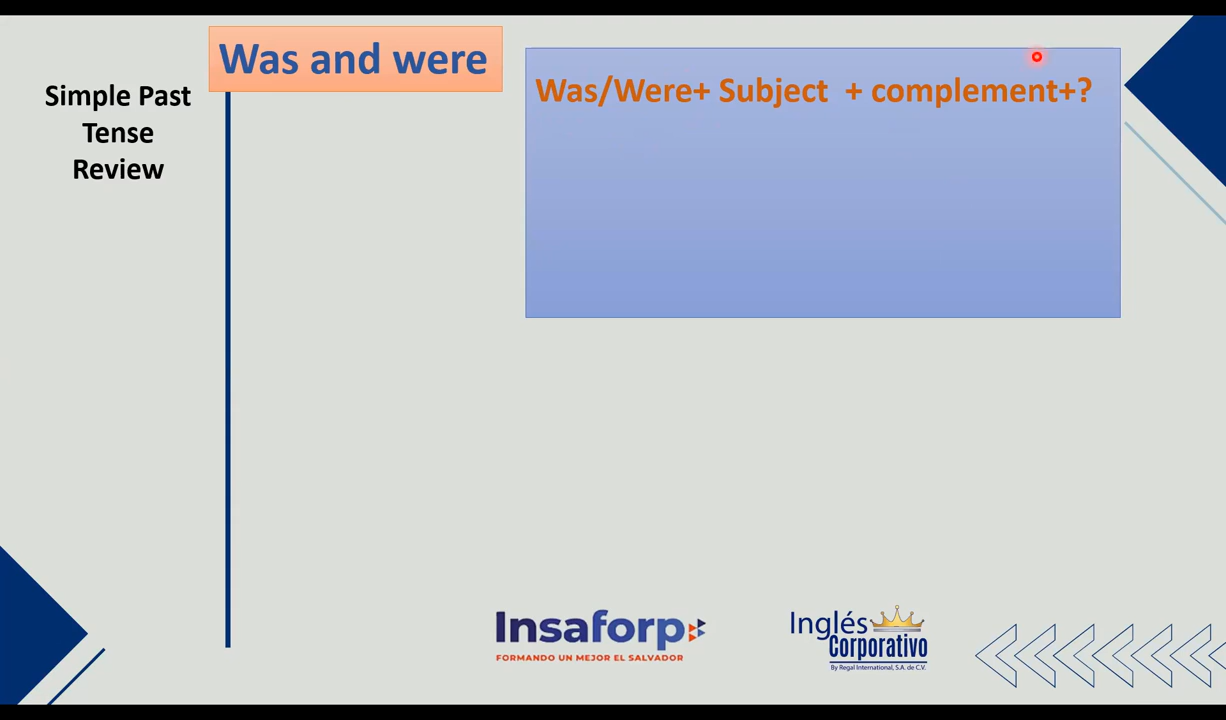 Was and were
Simple Past
Tense
Review
Was/Were+ Subject + complement+?
Insaforp
FORMANDO UN MEJOR EL SALVADOR
Inglés
Corporativo
By Regal International, S.A. de C.V.